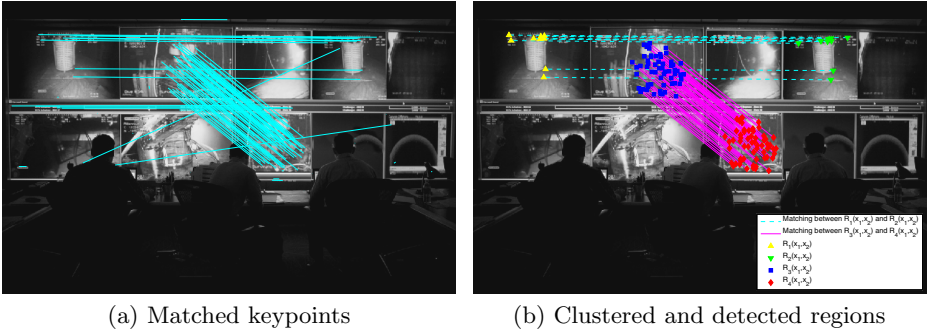 Matching between R1(x1,x2) and R2(x1,x2)
Matching between R3(x1,x2) and R4(x1,x2)
R1(x1,x2)
R2(x1,x2)
R3(x1,x2)
R4(x1,x2)
(a) Matched keypoints
(b) Clustered and detected regions